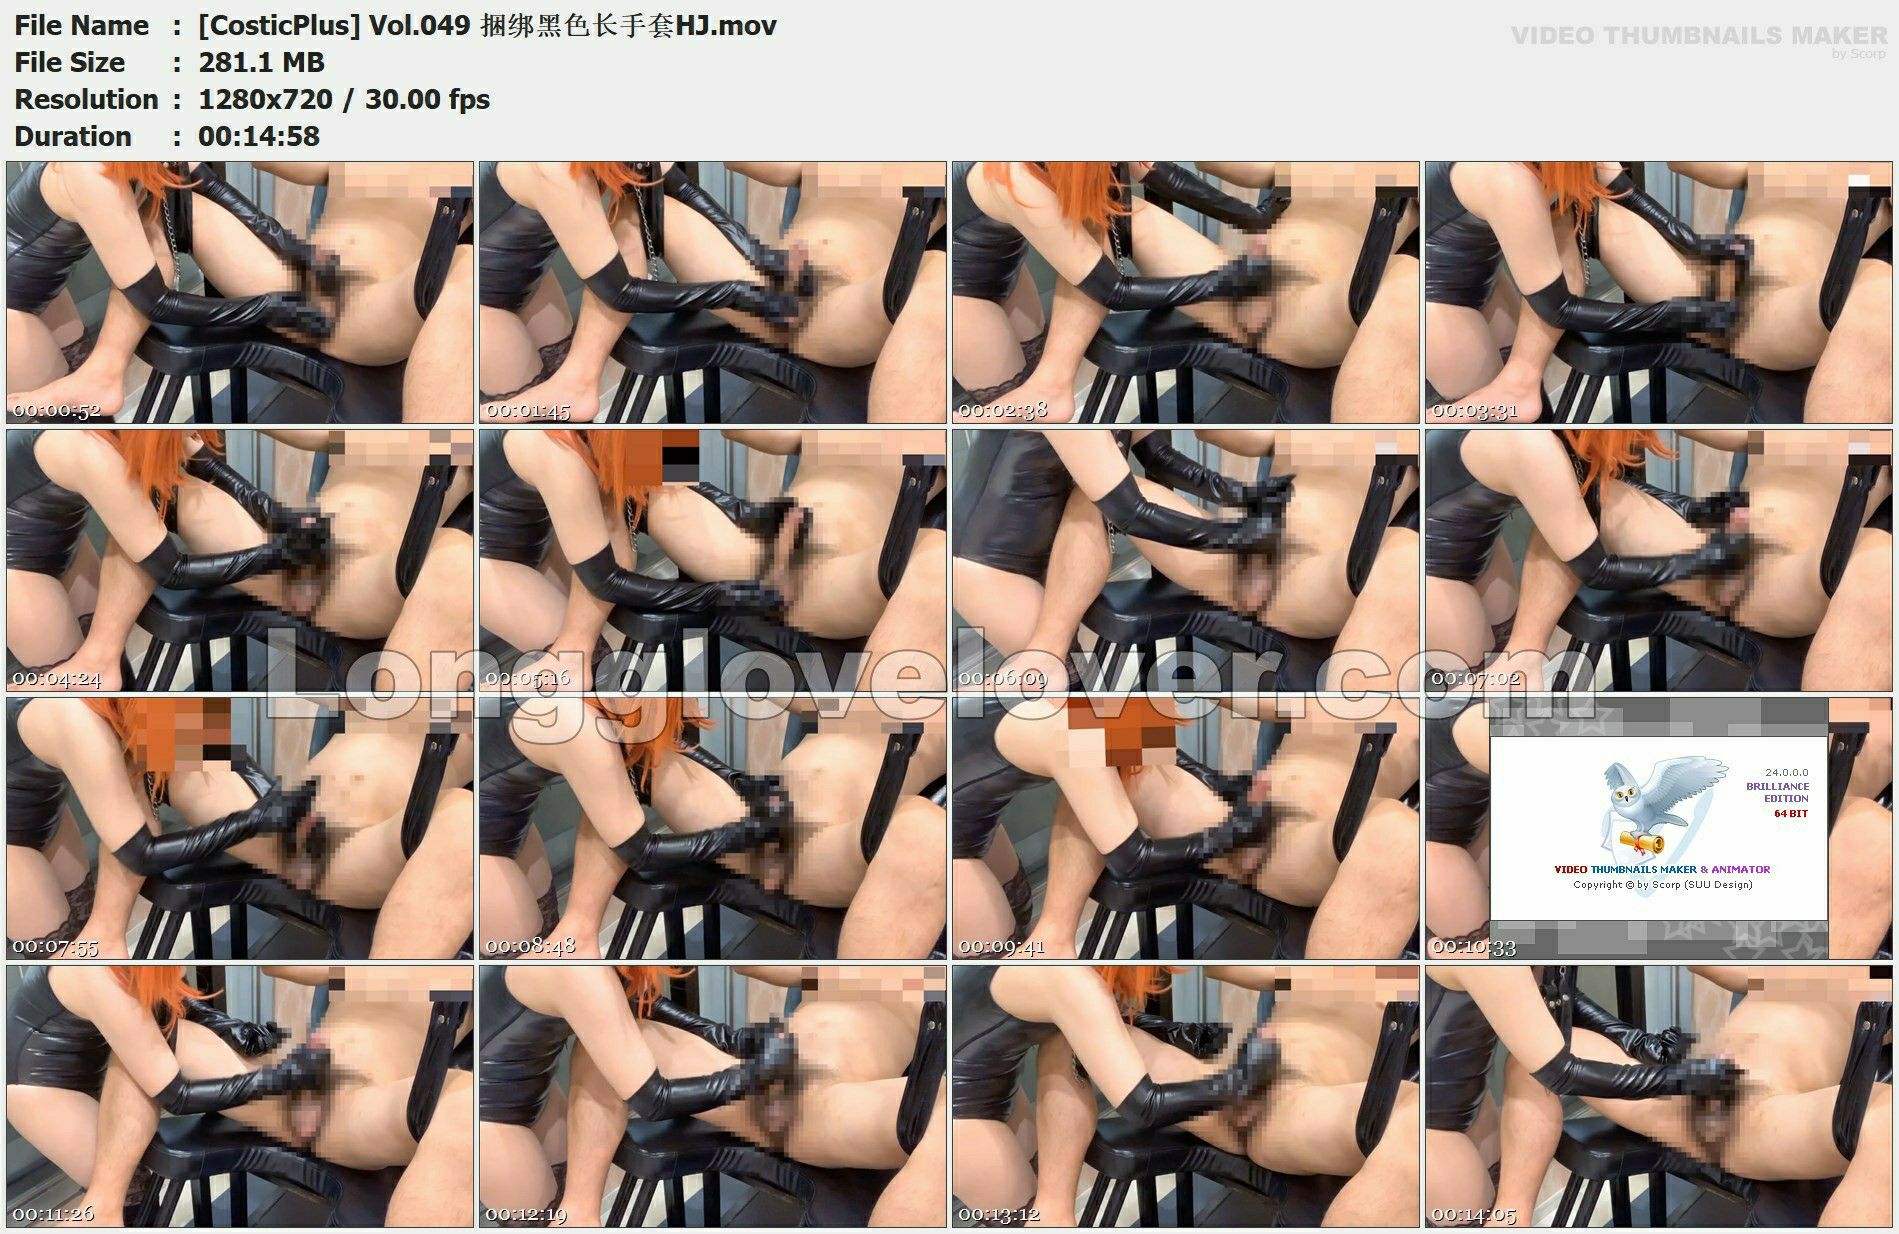 File Name : [CosticPlus] Vol.049 捆绑黑色长手套HJ.mov
File Size : 281.1 MB
Resolution : 1280x720 / 30.00 fps
Duration : 00:14:58
VIDEO THUMBNAILS MAKER
by Scorp
00:00:52
00:01:45
00:02:38
00:03:31
00:04:24
00:05:16
00:06:09
00:07:02
Longglovelover.com
00:07:55
00:08:48
00:09:41
24.0.0.0
BRILLIANCE
EDITION
64 BIT
VIDEO THUMBNAILS MAKER & ANIMATOR
Copyright © by Scorp (SUU Design)
00:10:33
00:11:26
00:12:19
00:13:12
00:14:05